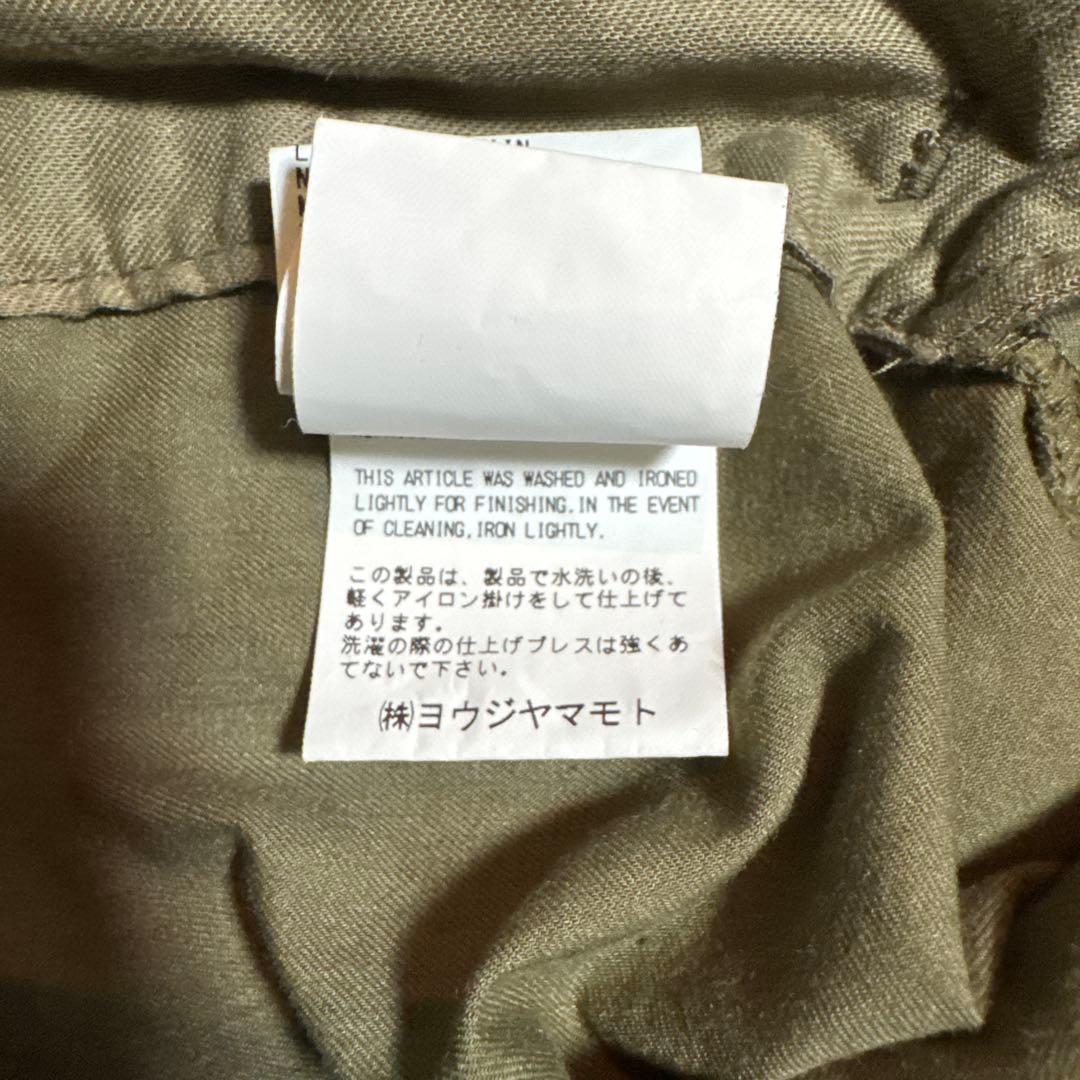 THIS ARTICLE WAS WASHED AND IRONED
LIGHTLY FOR FINISHING.IN THE EVENT
OF CLEANING,IRON LIGHTLY.
この製品は、製品で水洗いの後、
軽くアイロン掛けをして仕上げて
あります。
洗濯の際の仕上げプレスは強くあ
てないで下さい。
㈱ヨウジヤマモト